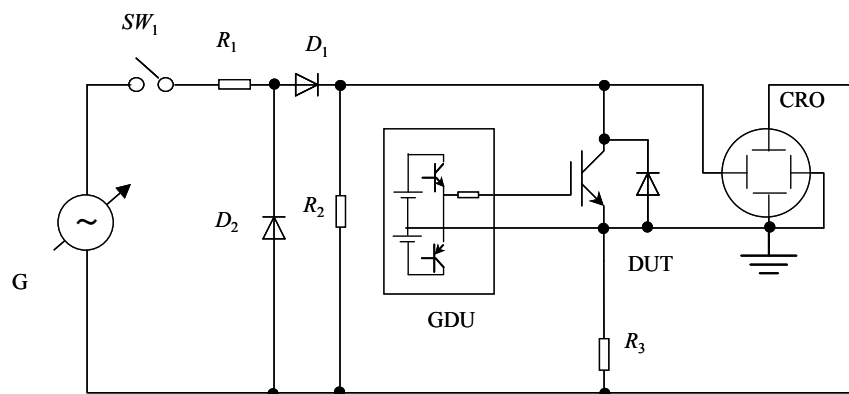 SW₁
R₁
D₁
CRO
D₂
R₂
DUT
G
GDU
R₃